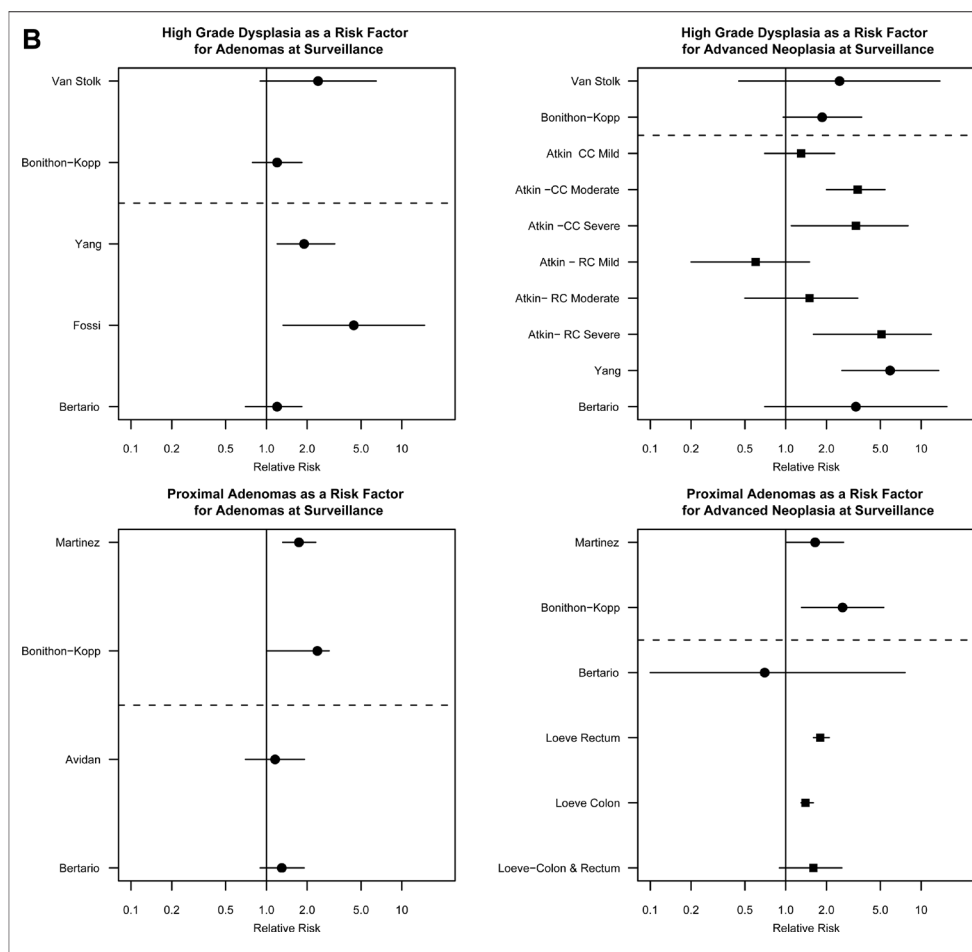 B
High Grade Dysplasia as a Risk Factor
for Adenomas at Surveillance
Van Stolk
Bonithon−Kopp
Yang
Fossi
Bertario
0.1 0.2 0.5 1.0 2.0 5.0 10
Relative Risk
High Grade Dysplasia as a Risk Factor
for Advanced Neoplasia at Surveillance
Van Stolk
Bonithon−Kopp
Atkin CC Mild
Atkin −CC Moderate
Atkin −CC Severe
Atkin − RC Mild
Atkin− RC Moderate
Atkin− RC Severe
Yang
Bertario
0.1 0.2 0.5 1.0 2.0 5.0 10
Relative Risk
Proximal Adenomas as a Risk Factor
for Adenomas at Surveillance
Martinez
Bonithon−Kopp
Avidan
Bertario
0.1 0.2 0.5 1.0 2.0 5.0 10
Relative Risk
Proximal Adenomas as a Risk Factor
for Advanced Neoplasia at Surveillance
Martinez
Bonithon−Kopp
Bertario
Loeve Rectum
Loeve Colon
Loeve−Colon & Rectum
0.1 0.2 0.5 1.0 2.0 5.0 10
Relative Risk